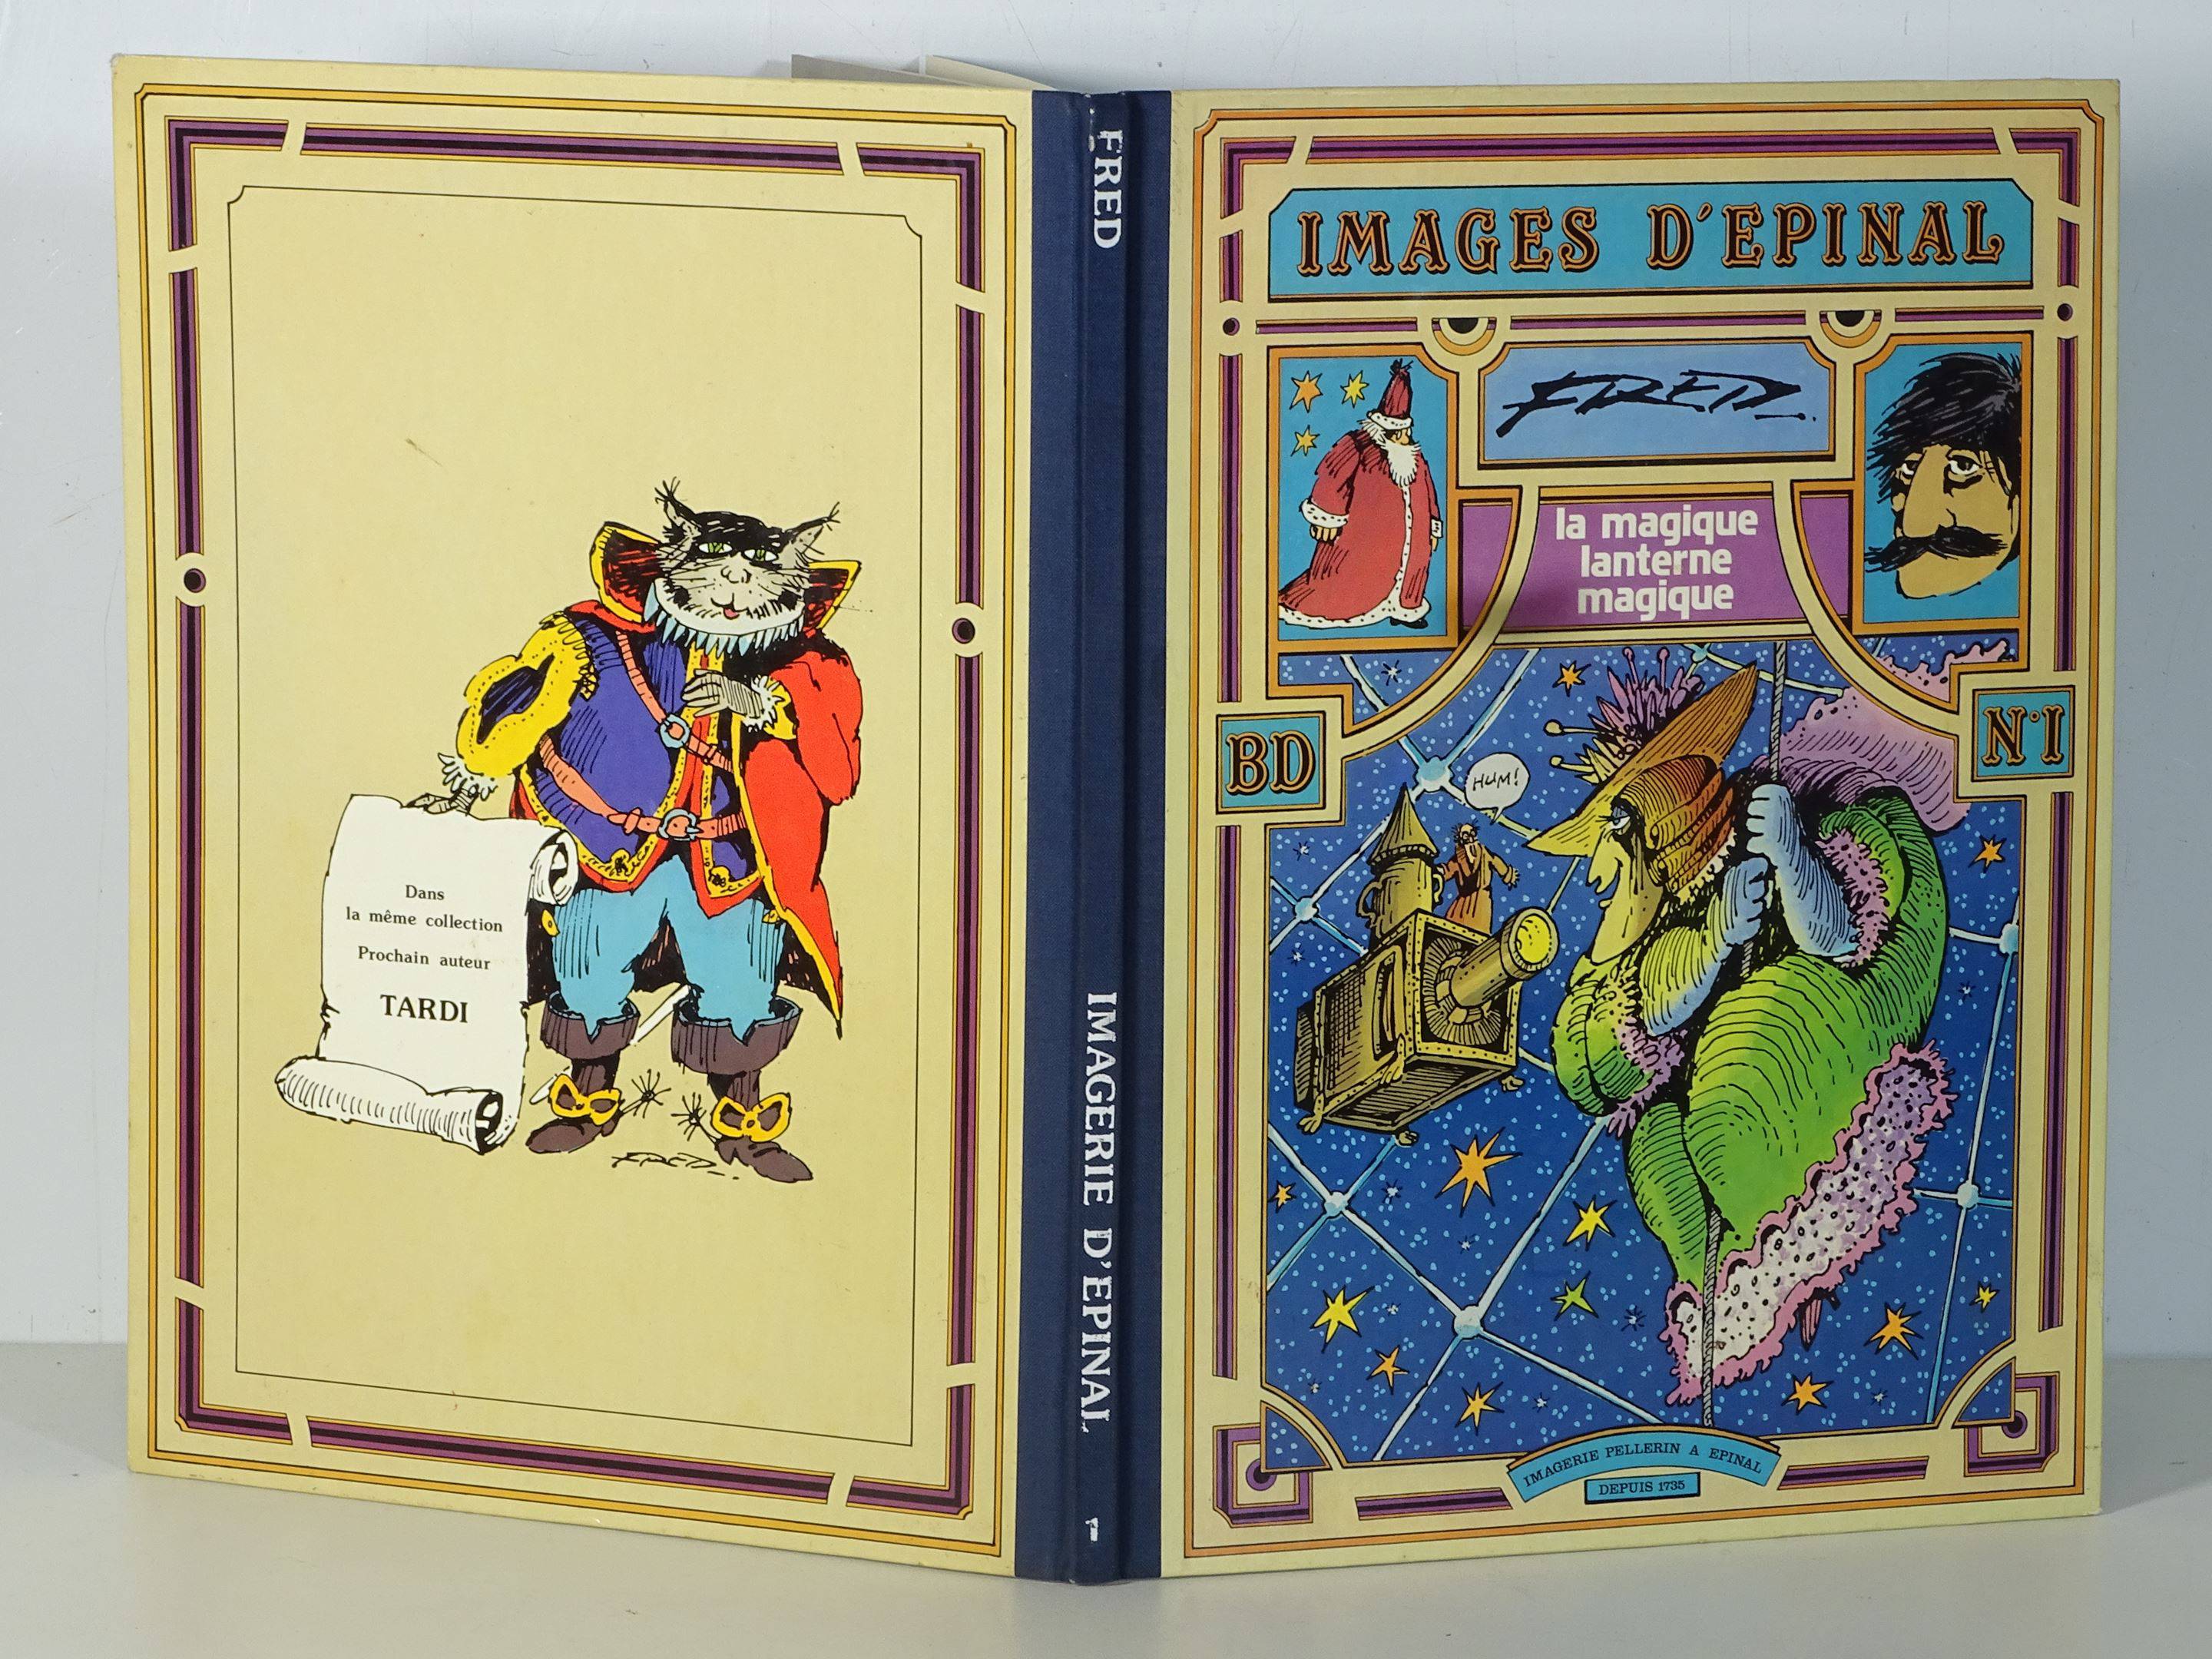 Dans
la même collection
Prochain auteur
TARDI
FRED.
FRED
IMAGERIE D'EPINAL
1
IMAGES D'EPINAL
FRED.
la magique
lanterne
magique
BD
N°1
HUM!
IMAGERIE PELLERIN A EPINAL
DEPUIS 1735